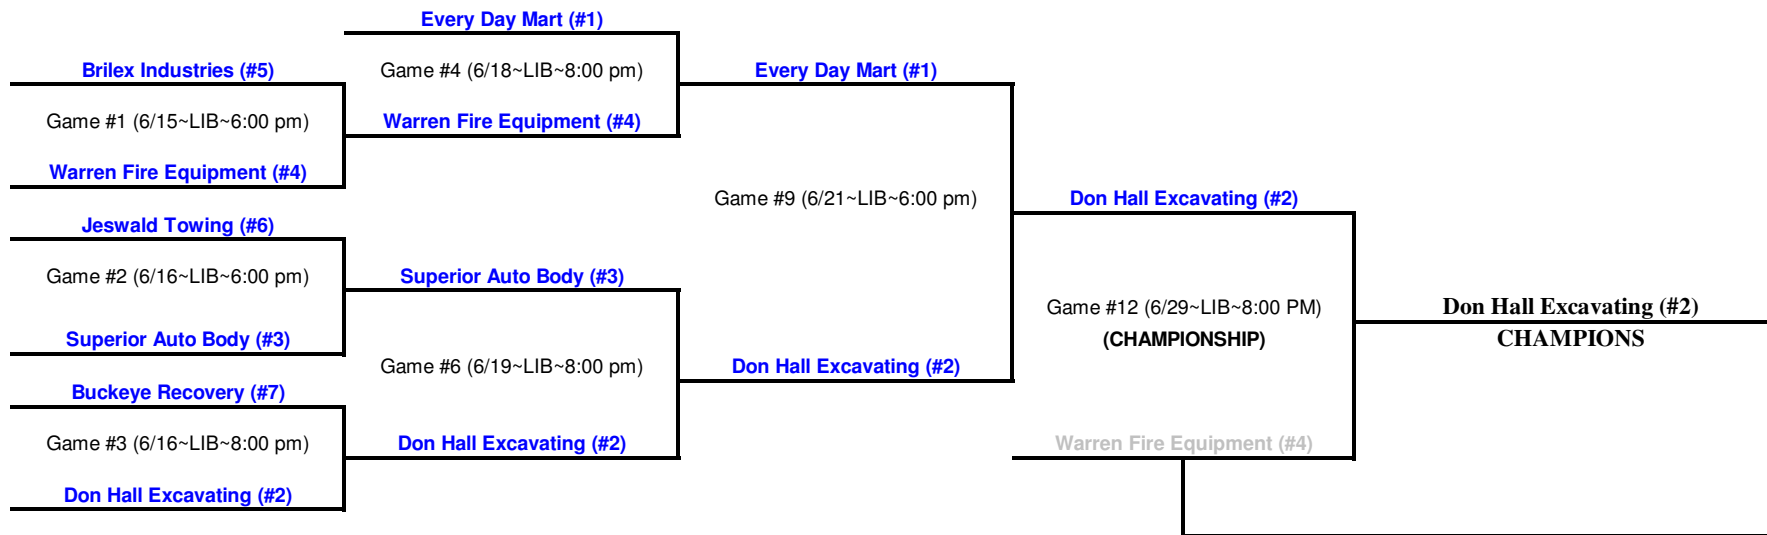 Every Day Mart (#1)
Brilex Industries (#5)
Game #4 (6/18~LIB~8:00 pm)
Every Day Mart (#1)
Game #1 (6/15~LIB~6:00 pm)
Warren Fire Equipment (#4)
Warren Fire Equipment (#4)
Game #9 (6/21~LIB~6:00 pm)
Don Hall Excavating (#2)
Jeswald Towing (#6)
Game #2 (6/16~LIB~6:00 pm)
Superior Auto Body (#3)
Game #12 (6/29~LIB~8:00 PM)
Don Hall Excavating (#2)
Superior Auto Body (#3)
(CHAMPIONSHIP)
CHAMPIONS
Game #6 (6/19~LIB~8:00 pm)
Don Hall Excavating (#2)
Buckeye Recovery (#7)
Game #3 (6/16~LIB~8:00 pm)
Don Hall Excavating (#2)
Warren Fire Equipment (#4)
Don Hall Excavating (#2)